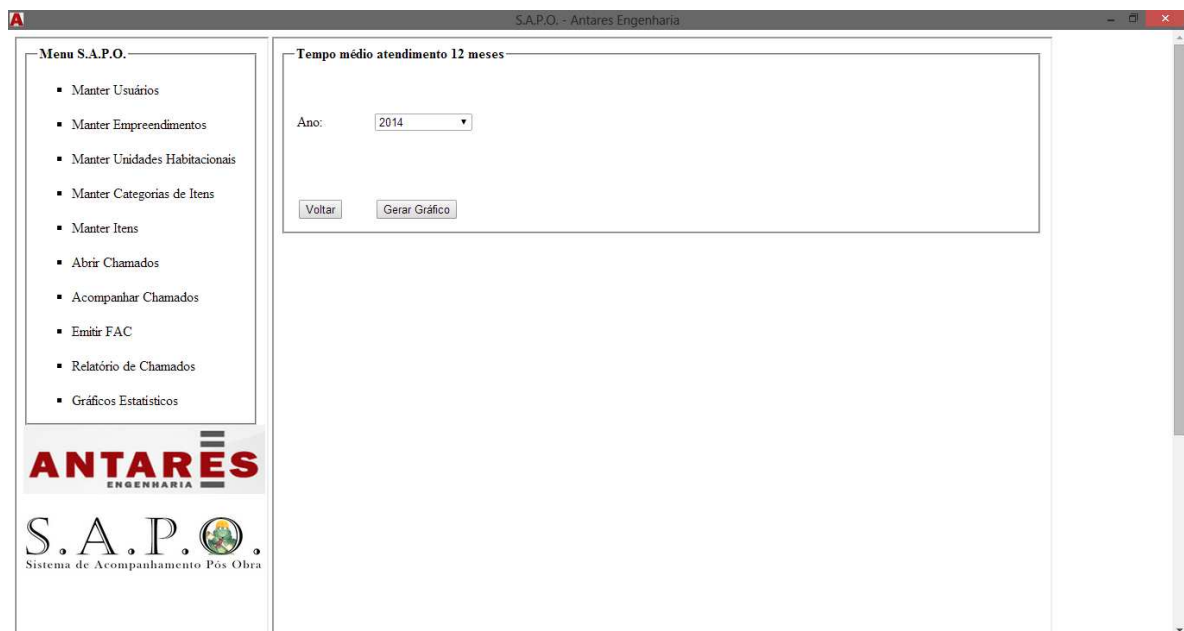 S.A.P.O. - Antares Engenharia
Menu S.A.P.O.
Manter Usuários
Manter Empreendimentos
Manter Unidades Habitacionais
Manter Categorias de Itens
Manter Itens
Abrir Chamados
Acompanhar Chamados
Emitir FAC
Relatório de Chamados
Gráficos Estatísticos
ANTARES
ENGENHARIA
S.A.P.O.
Sistema de Acompanhamento Pós Obra
Tempo médio atendimento 12 meses
Ano: 2014
Voltar Gerar Gráfico